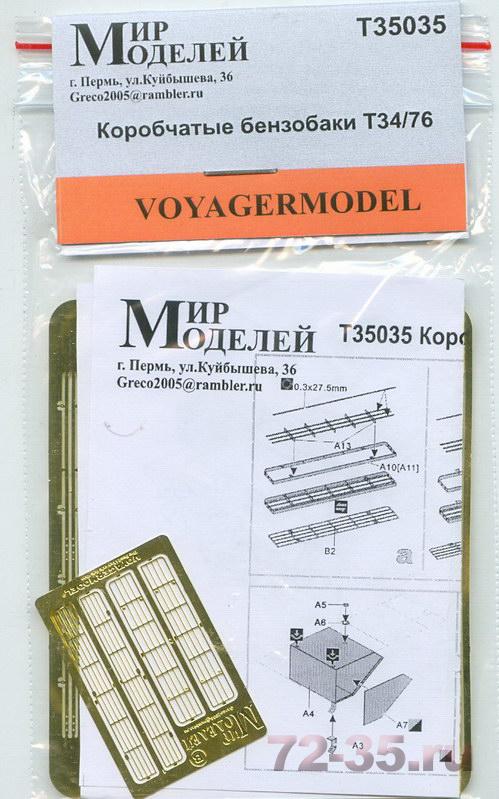 МИР
МОДЕЛЕЙ
T35035
г. Пермь, ул.Куйбышева, 36
Greco2005@rambler.ru
Коробчатые бензобаки Т34/76
VOYAGERMODEL
МИР
МОДЕЛЕЙ
T35035 Коро
г. Пермь, ул.Куйбышева, 36
Greco2005@rambler.ru
0.3x27.5mm
A13
A10[A11]
B2
a
A5
A6
A4
A7
A3
VOYAGERMODEL
B
72-35.ru